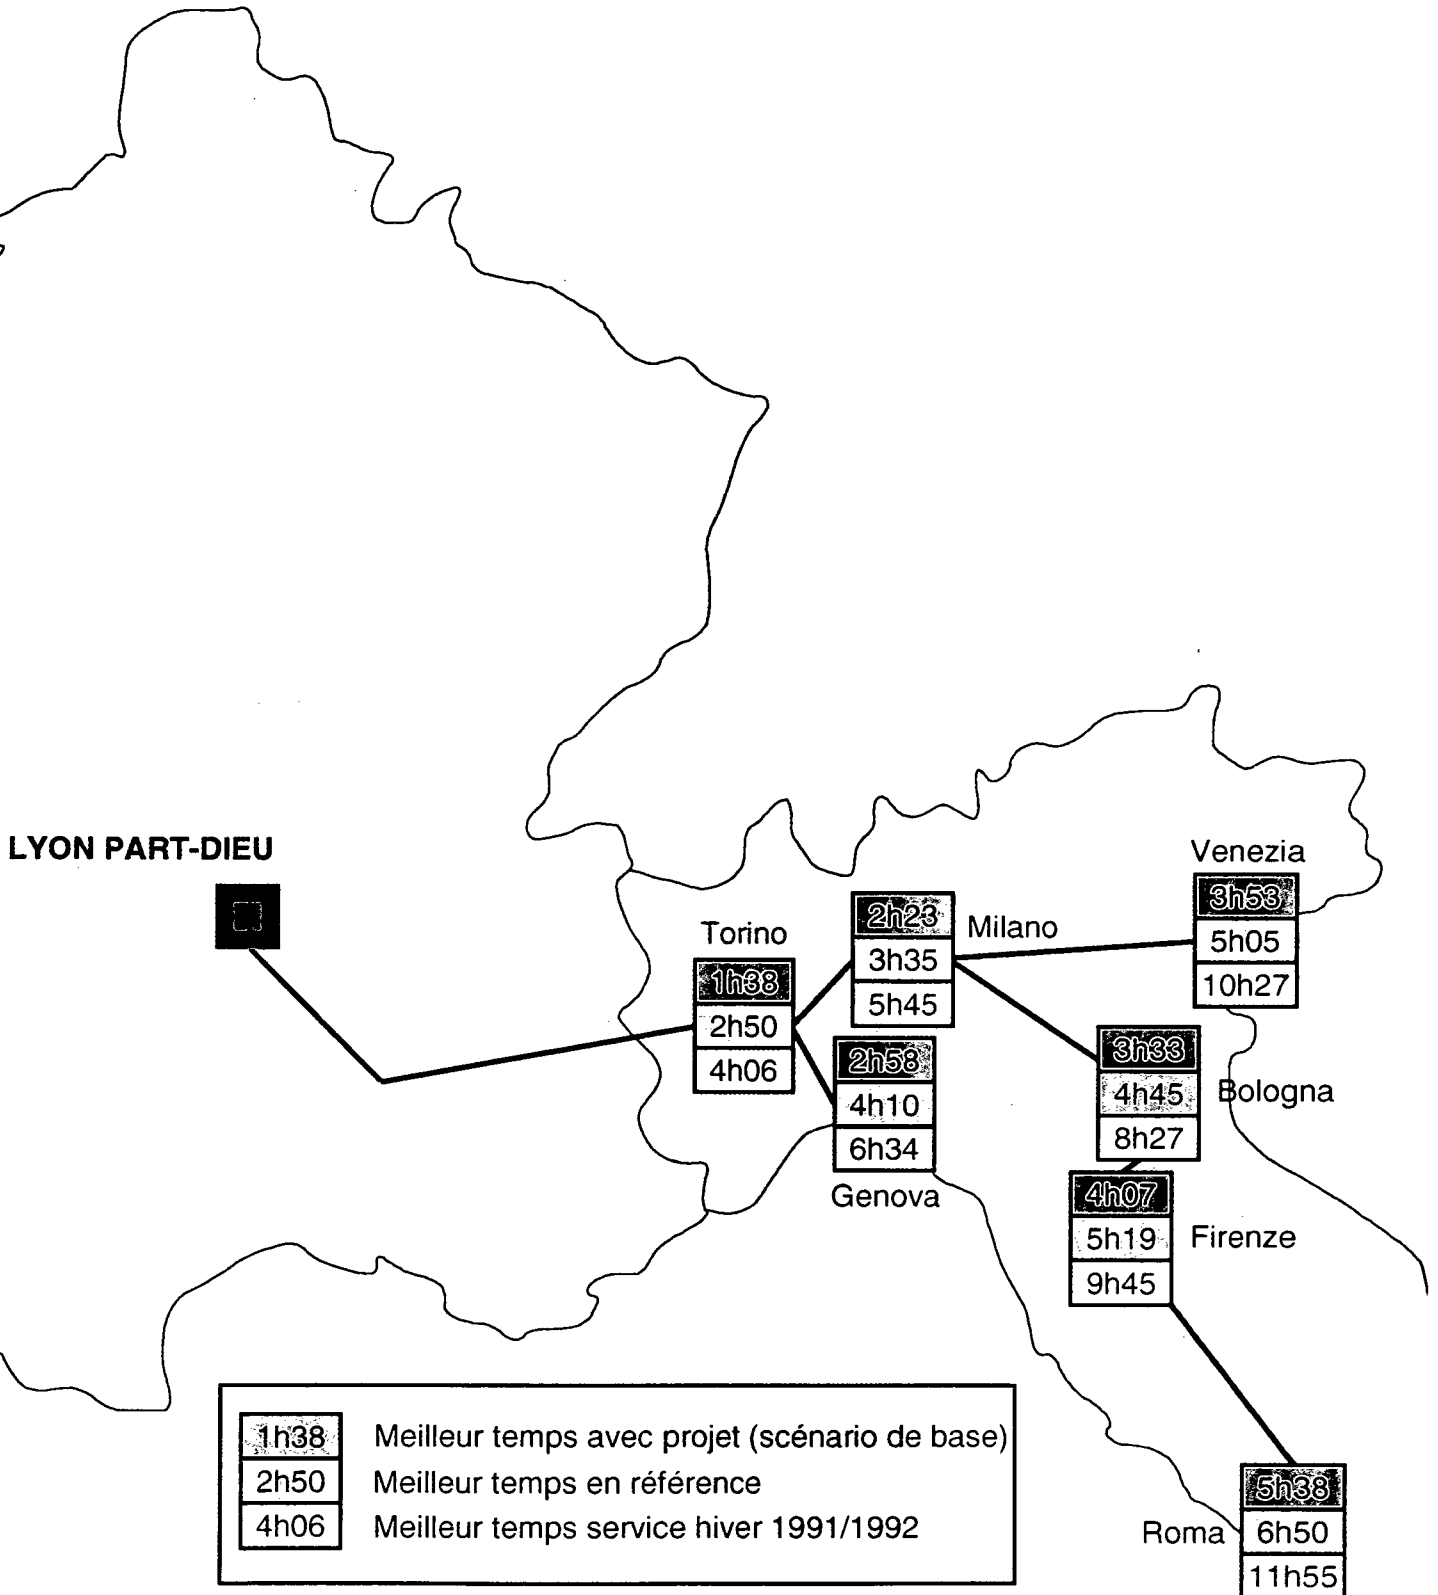 LYON PART-DIEU
Torino
1h38
2h50
4h06
2h23
3h35
5h45
Milano
Venezia
3h53
5h05
10h27
2h58
4h10
6h34
Genova
3h33
4h45
8h27
Bologna
4h07
5h19
9h45
Firenze
5h38
6h50
11h55
Roma
1h38 Meilleur temps avec projet (scénario de base)
2h50 Meilleur temps en référence
4h06 Meilleur temps service hiver 1991/1992